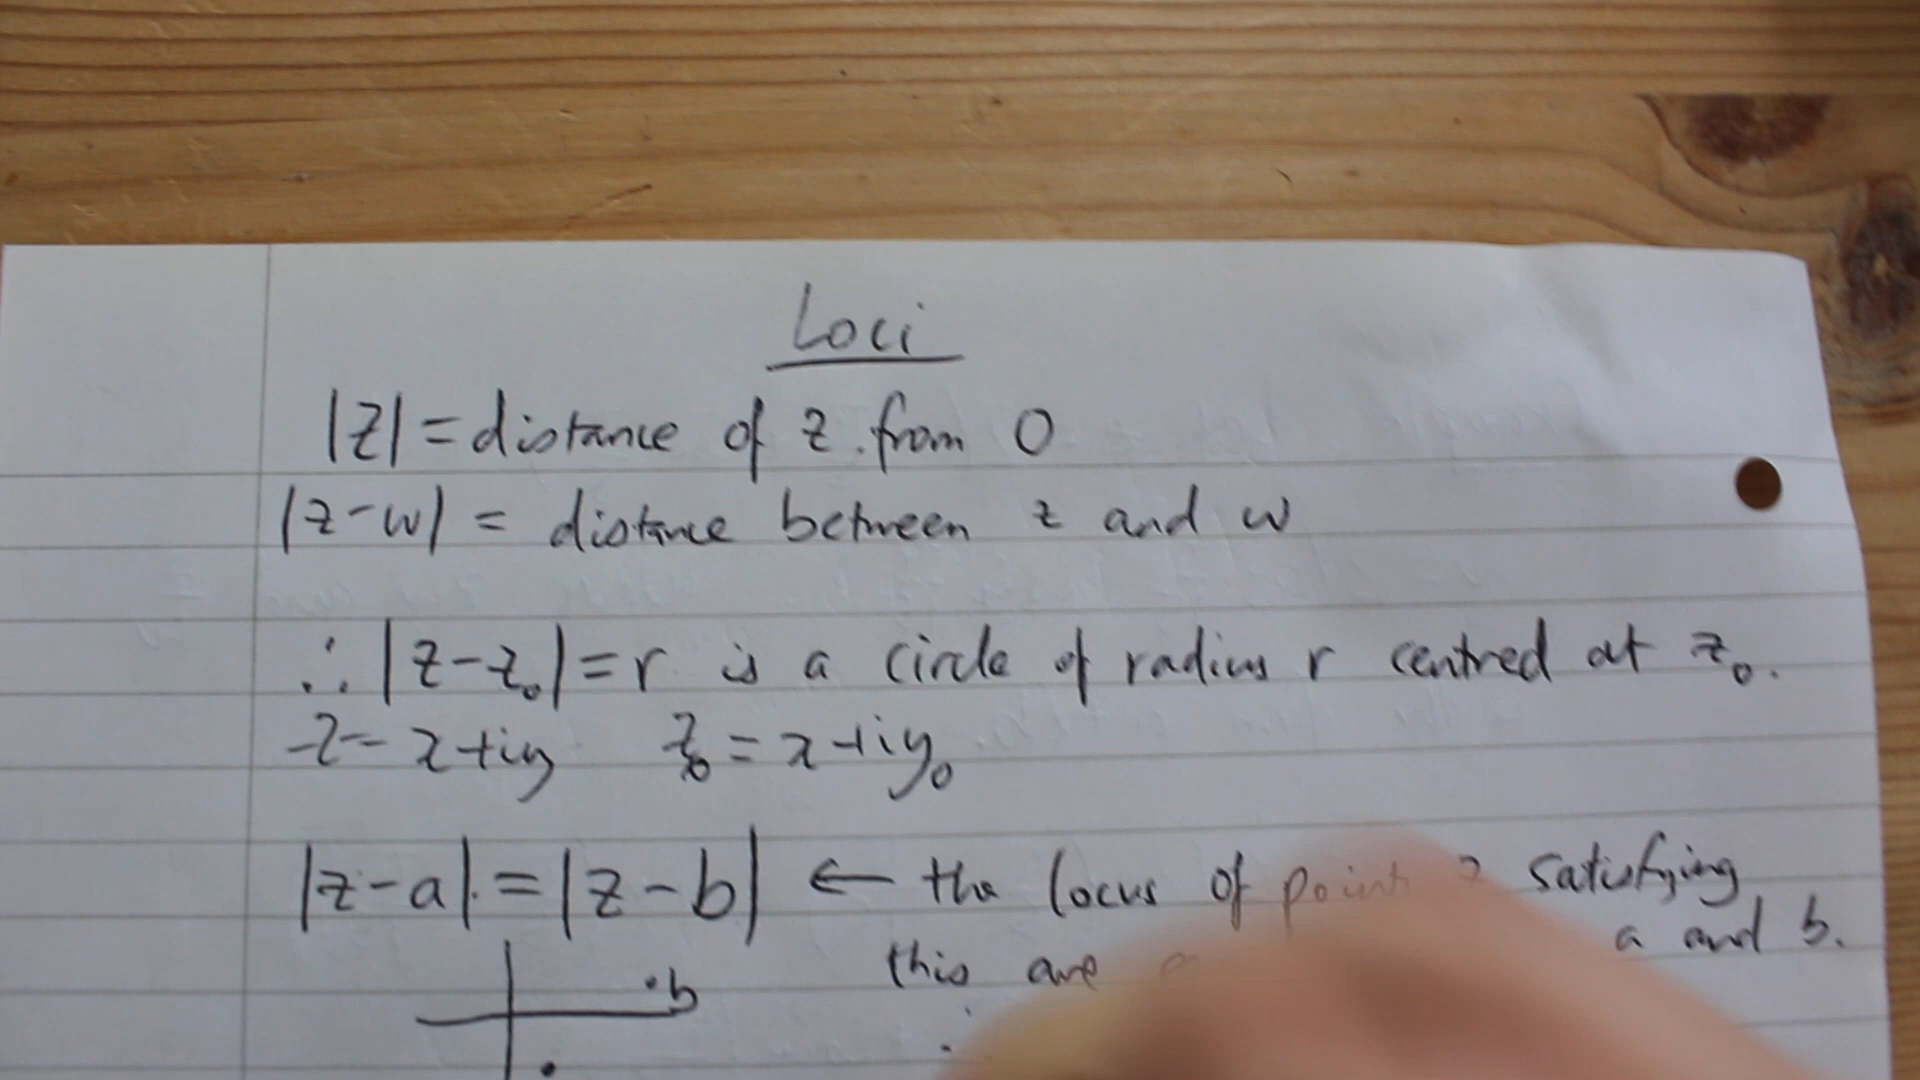 Loci
|z| = distance of z from 0
|z-w| = distance between z and w
∴ |z-z₀| = r is a circle of radius r centred at z₀.
z = x+iy z₀ = x+iy₀
|z-a| = |z-b| ← the locus of point z satisfying
this are a and b.
b